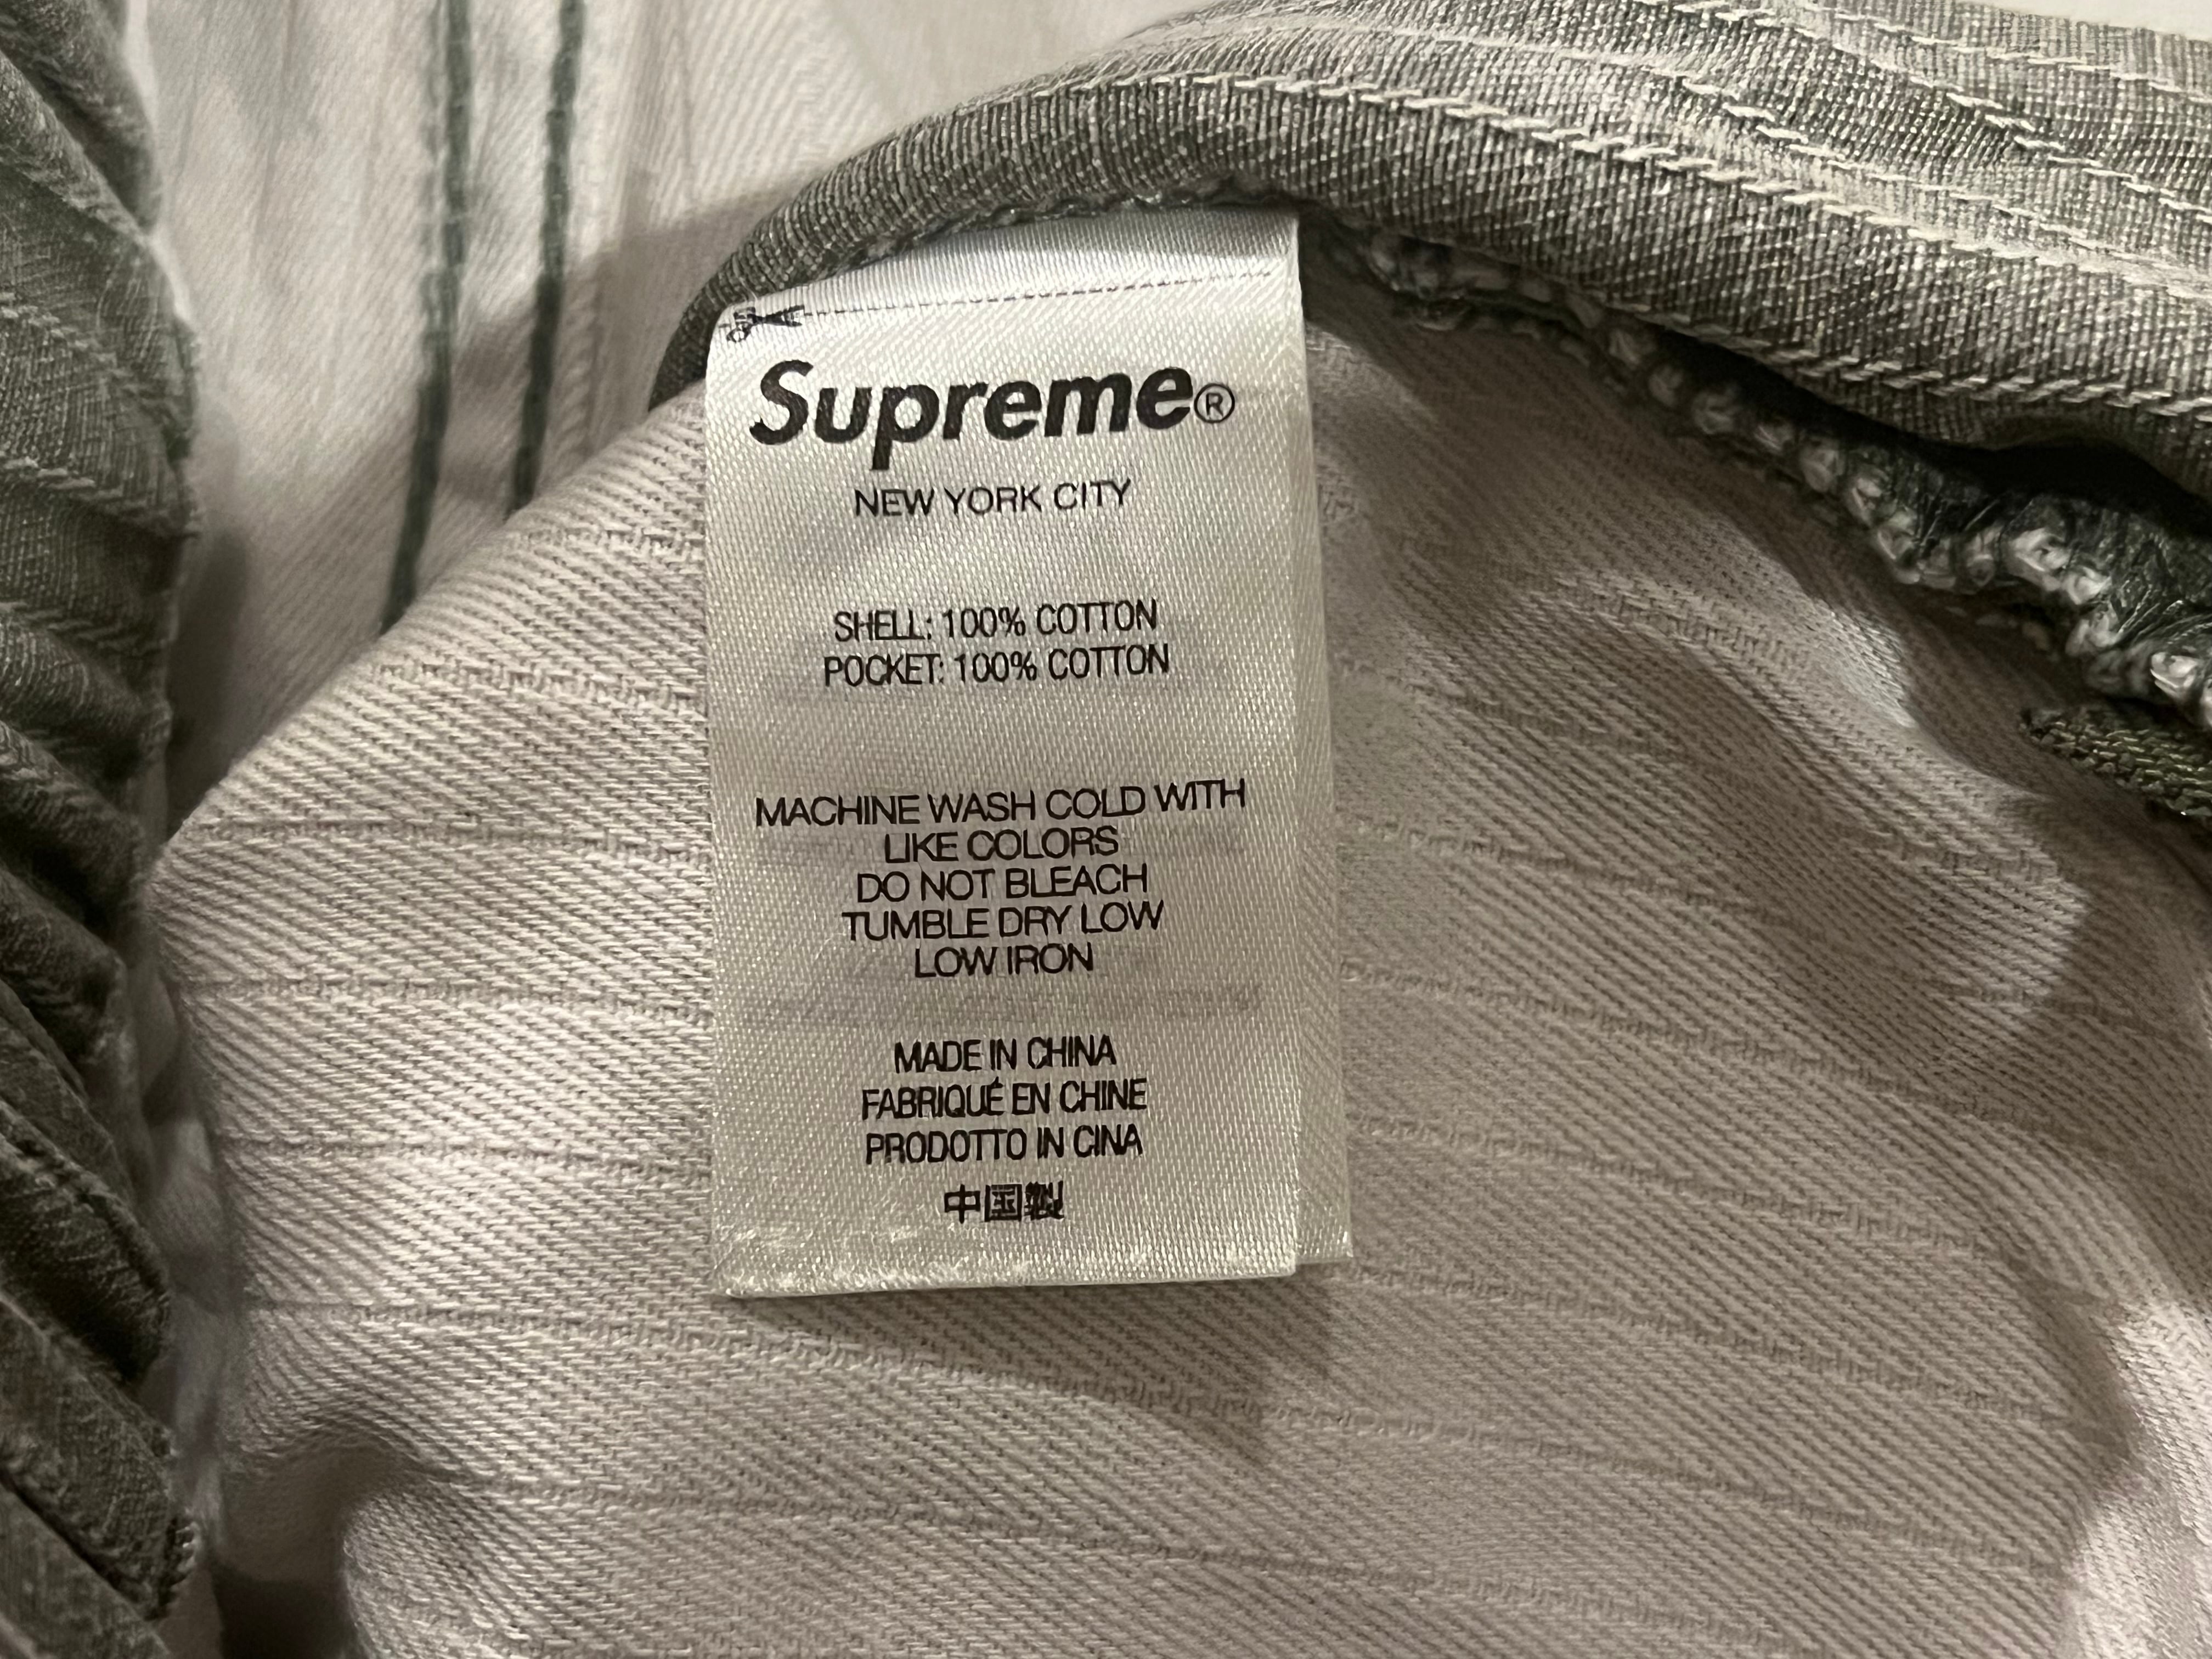 Supreme®
NEW YORK CITY
SHELL: 100% COTTON
POCKET: 100% COTTON
MACHINE WASH COLD WITH
LIKE COLORS
DO NOT BLEACH
TUMBLE DRY LOW
LOW IRON
MADE IN CHINA
FABRIQUÉ EN CHINE
PRODOTTO IN CINA
中国製